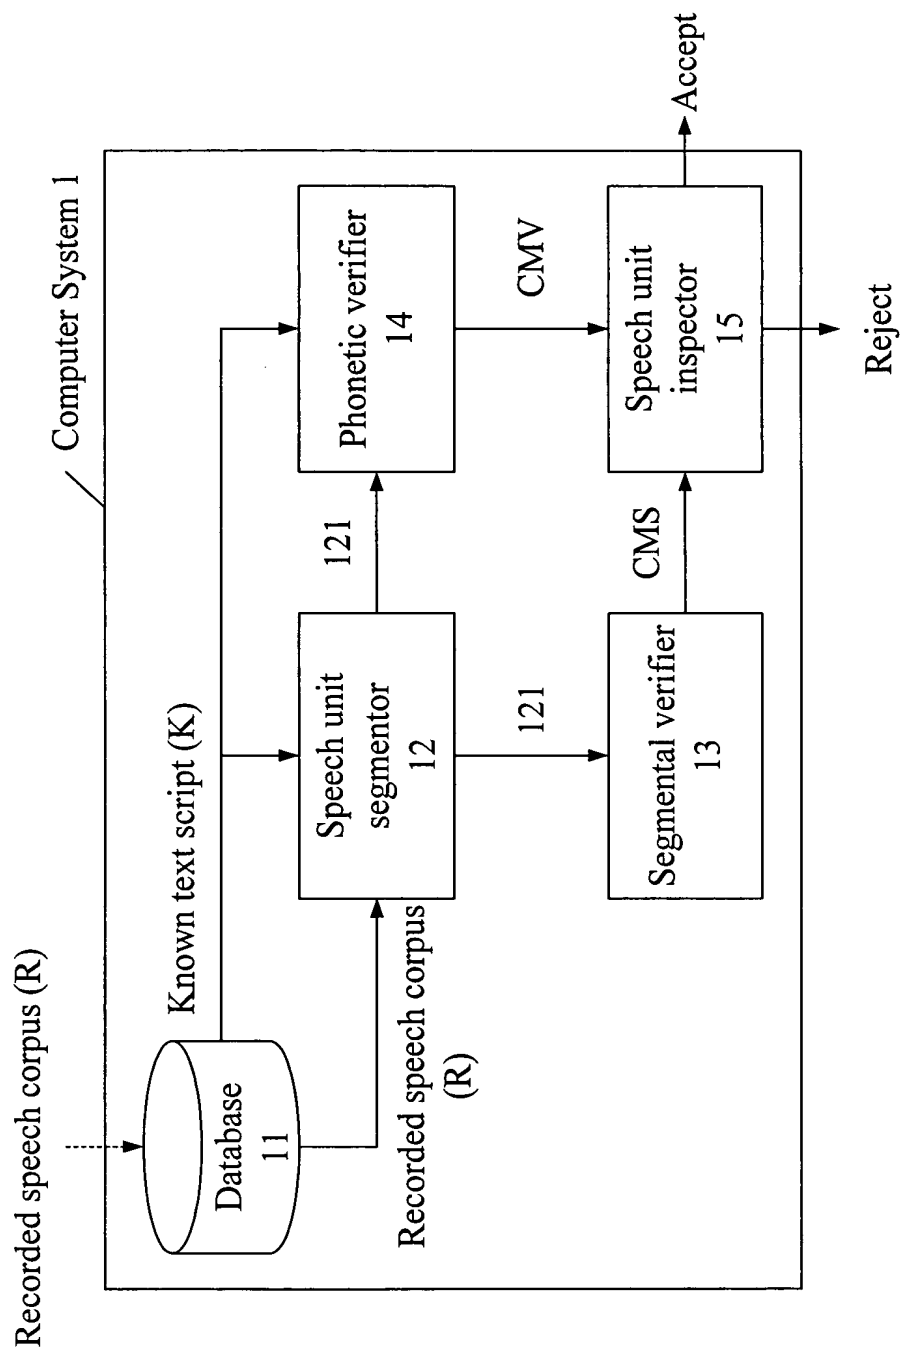 Recorded speech corpus (R)
Computer System 1
Known text script (K)
Database
11
Recorded speech corpus
(R)
Speech unit
segmentor
12
121
Phonetic verifier
14
121
CMV
Segmental verifier
13
CMS
Speech unit
inspector
15
Accept
Reject